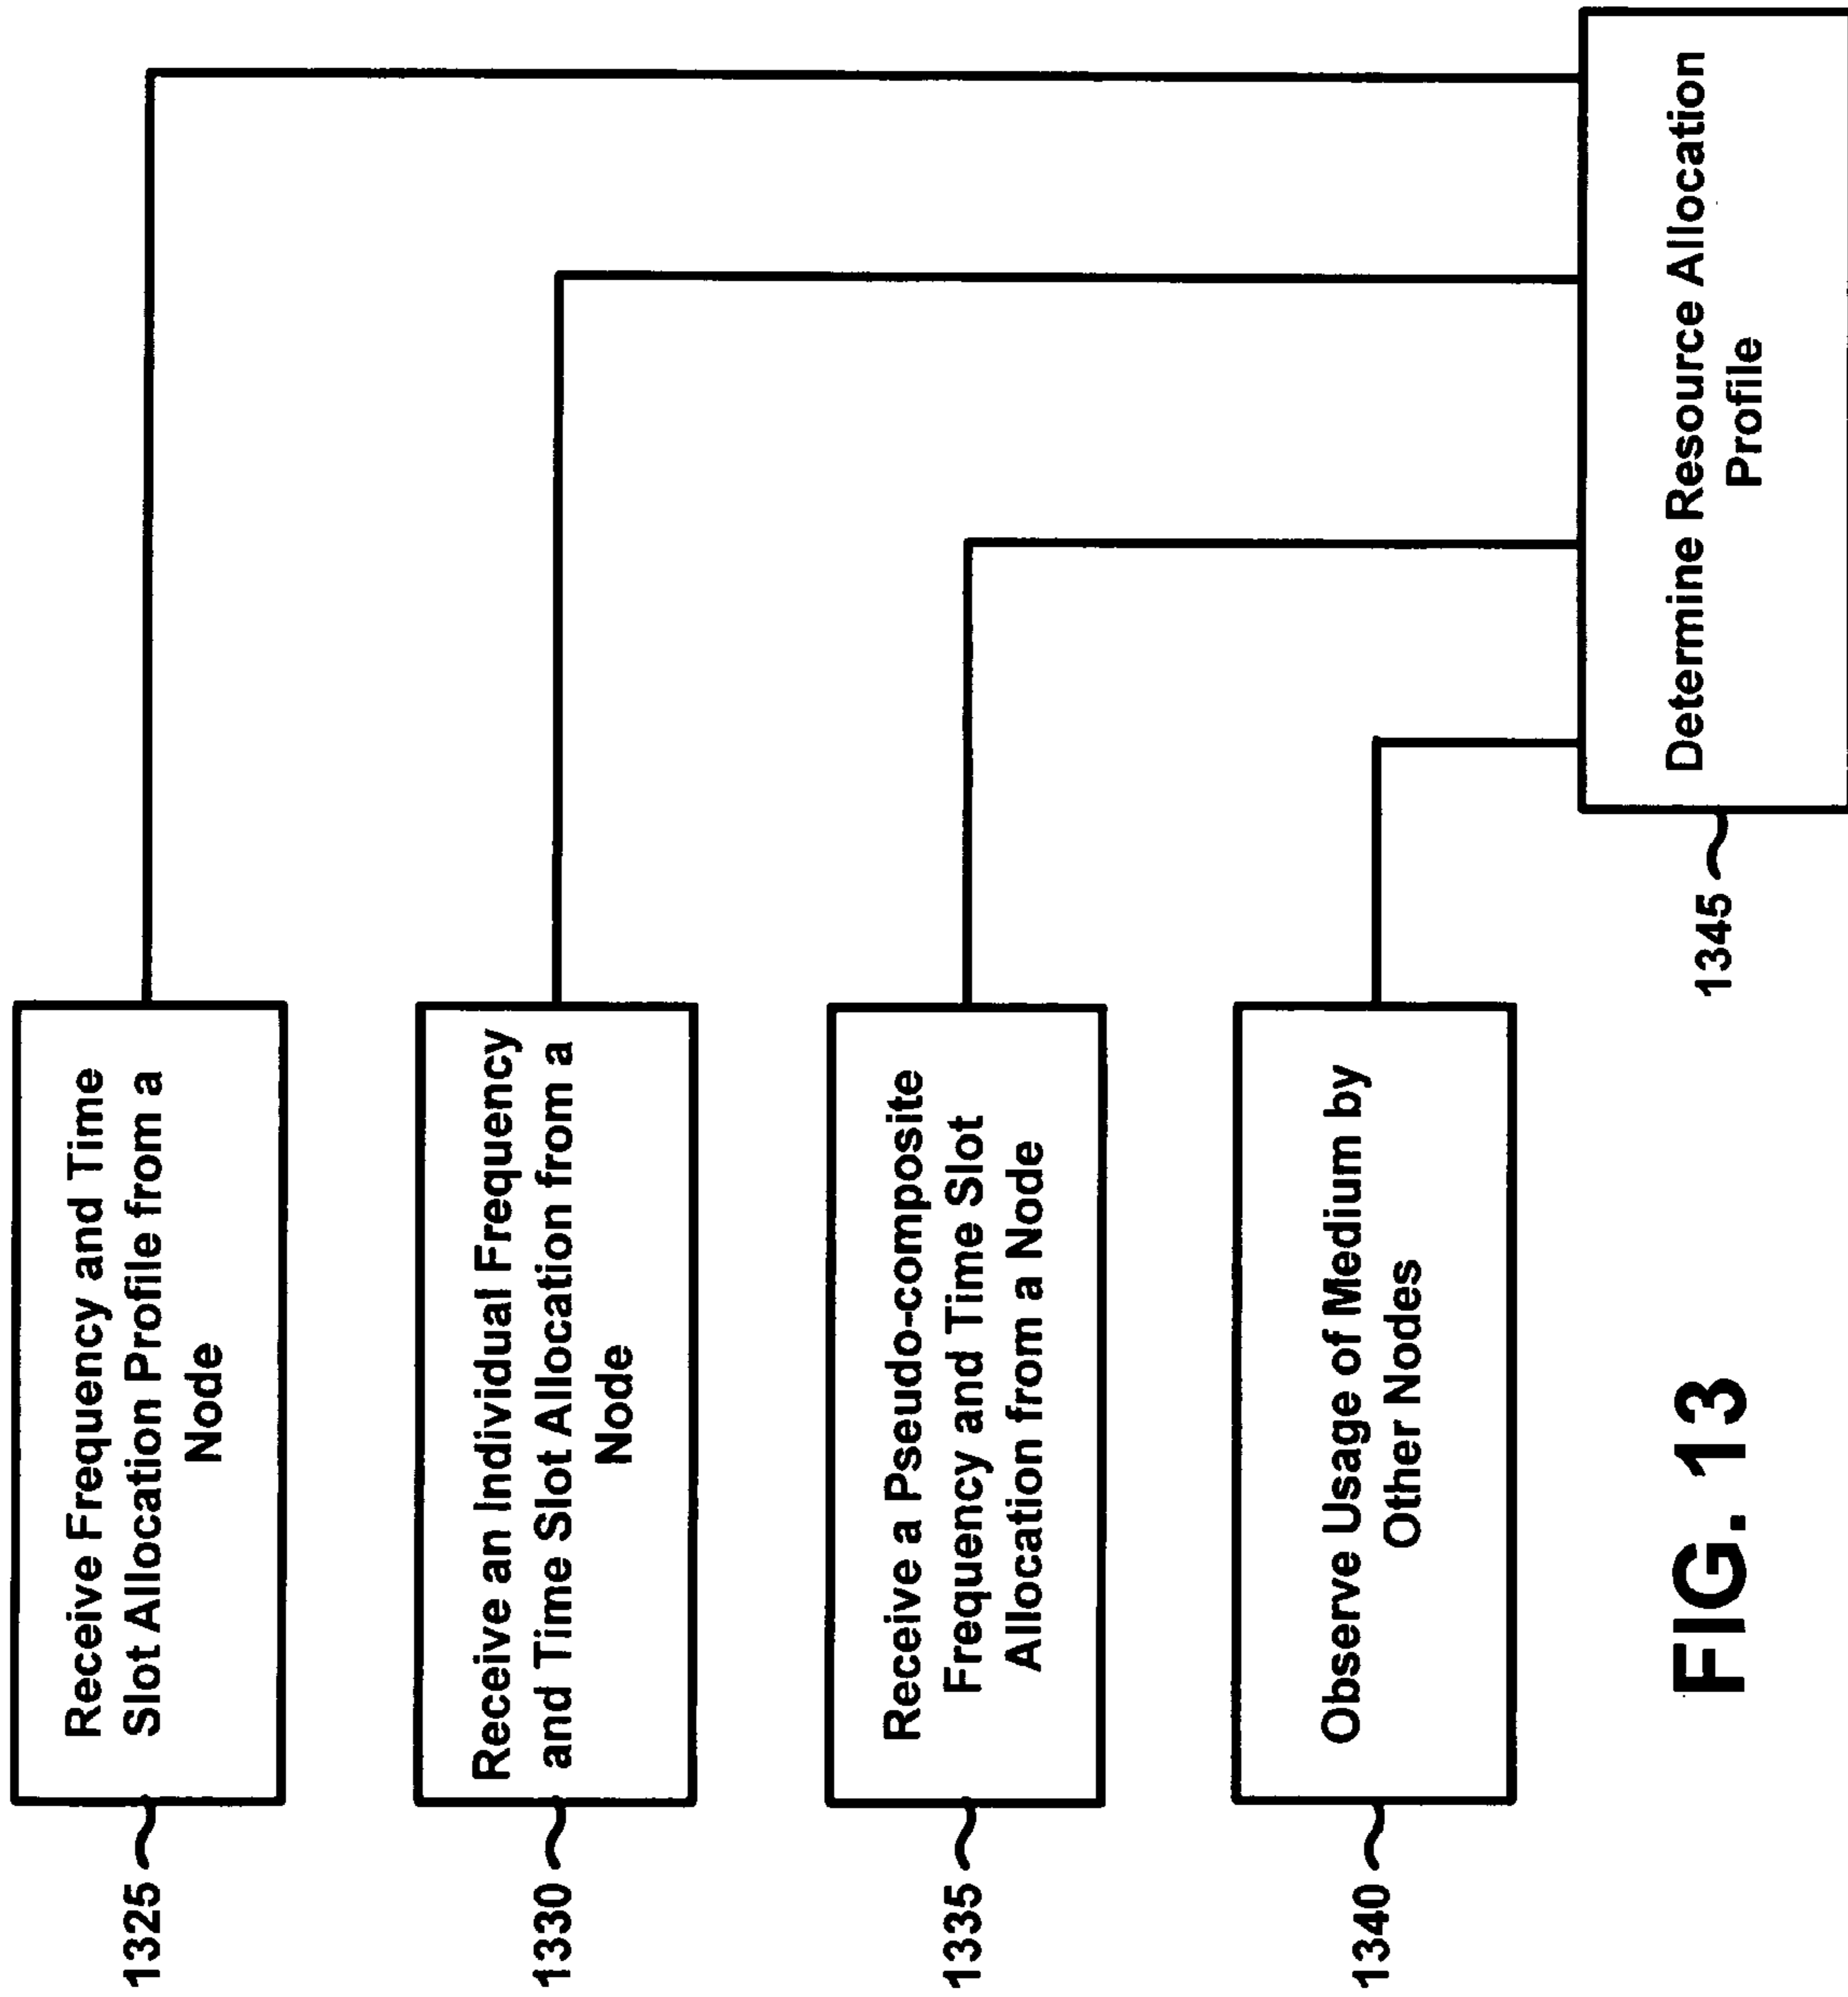 1325
Receive Frequency and Time
Slot Allocation Profile from a
Node
1330
Receive an Individual Frequency
and Time Slot Allocation from a
Node
1335
Receive a Pseudo-composite
Frequency and Time Slot
Allocation from a Node
1340
Observe Usage of Medium by
Other Nodes
1345
Determine Resource Allocation
Profile
FIG. 13